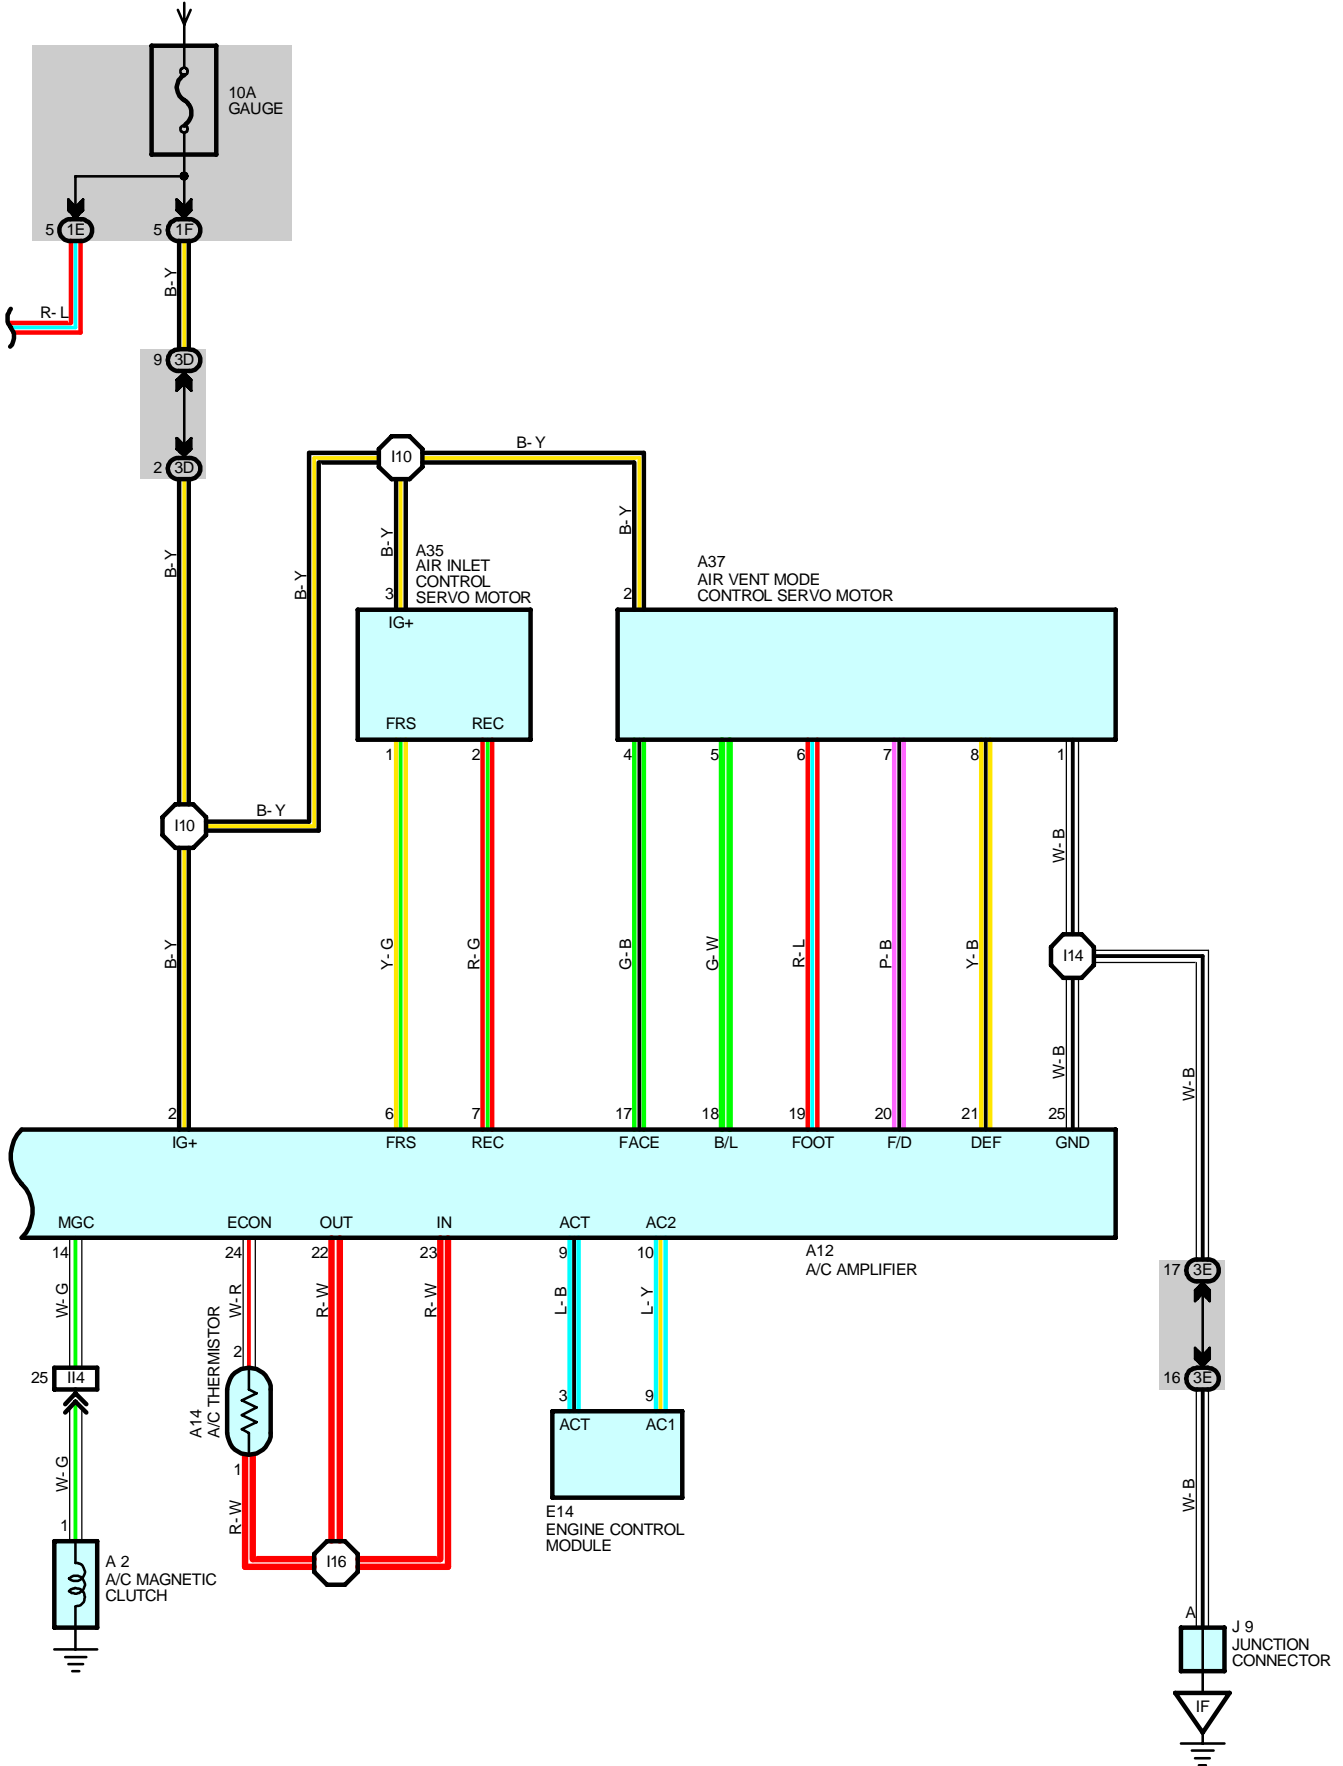 10A
GAUGE
5 1E
5 1F
B-Y
R-L
9 3D
2 3D
I10
B-Y
B-Y
B-Y
B-Y
B-Y
A35
AIR INLET
CONTROL
SERVO MOTOR
A37
AIR VENT MODE
CONTROL SERVO MOTOR
3
2
IG+
FRS REC
1 2 4 5 6 7 8 1
I10
B-Y
W-B
I14
B-Y
Y-G
R-G
G-B
G-W
R-L
P-B
Y-B
W-B
W-B
2 6 7 17 18 19 20 21 25
IG+ FRS REC FACE B/L FOOT F/D DEF GND
MGC ECON OUT IN ACT AC2
14 24 22 23 9 10
A12
A/C AMPLIFIER
17 3E
W-G
W-R
R-W
R-W
L-B
L-Y
2
25 II4
A14
A/C THERMISTOR
3 9
16 3E
ACT AC1
1
W-G
R-W
W-B
E14
ENGINE CONTROL
MODULE
1
I16
A 2
A/C MAGNETIC
CLUTCH
A
J 9
JUNCTION
CONNECTOR
IF